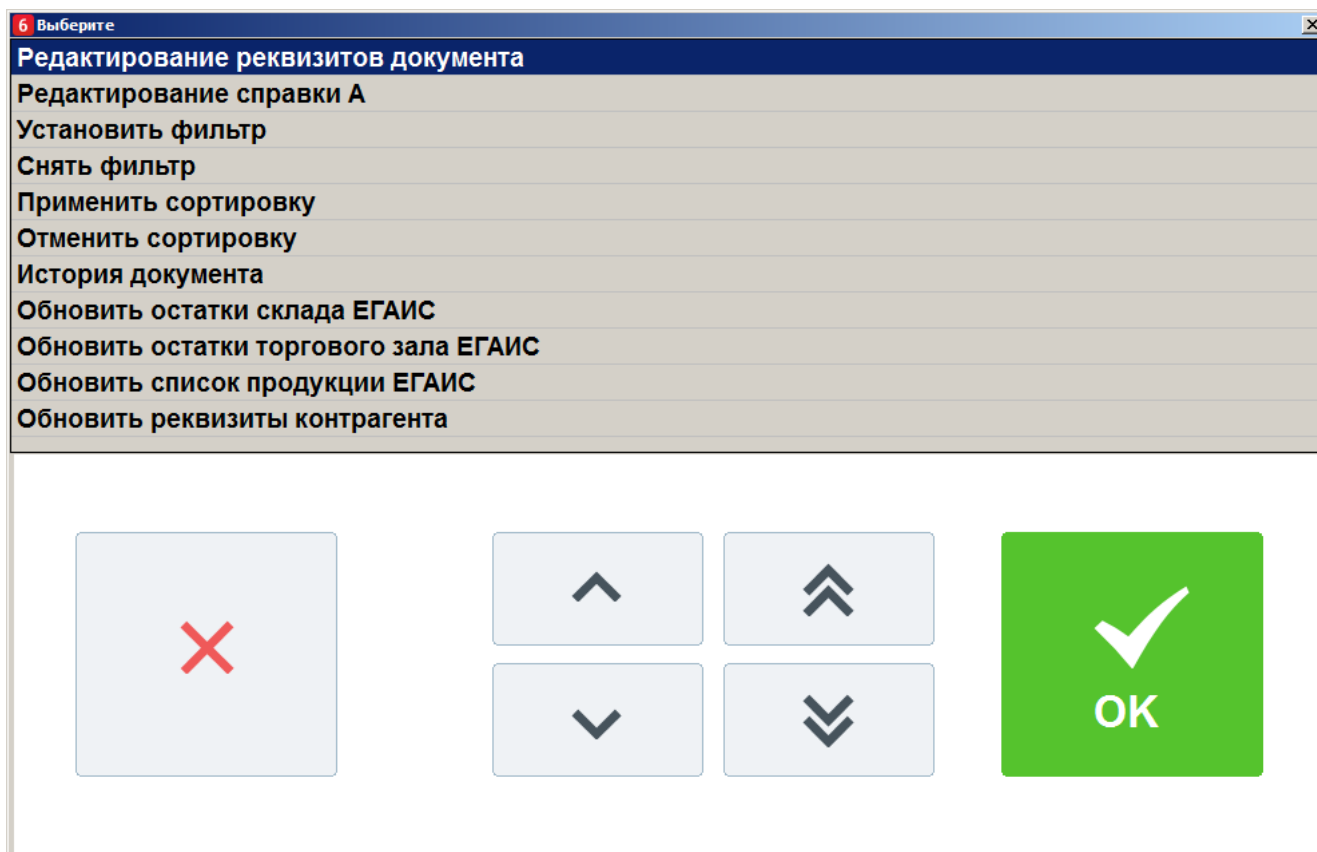 6 Выберите
Редактирование реквизитов документа
Редактирование справки А
Установить фильтр
Снять фильтр
Применить сортировку
Отменить сортировку
История документа
Обновить остатки склада ЕГАИС
Обновить остатки торгового зала ЕГАИС
Обновить список продукции ЕГАИС
Обновить реквизиты контрагента
OK